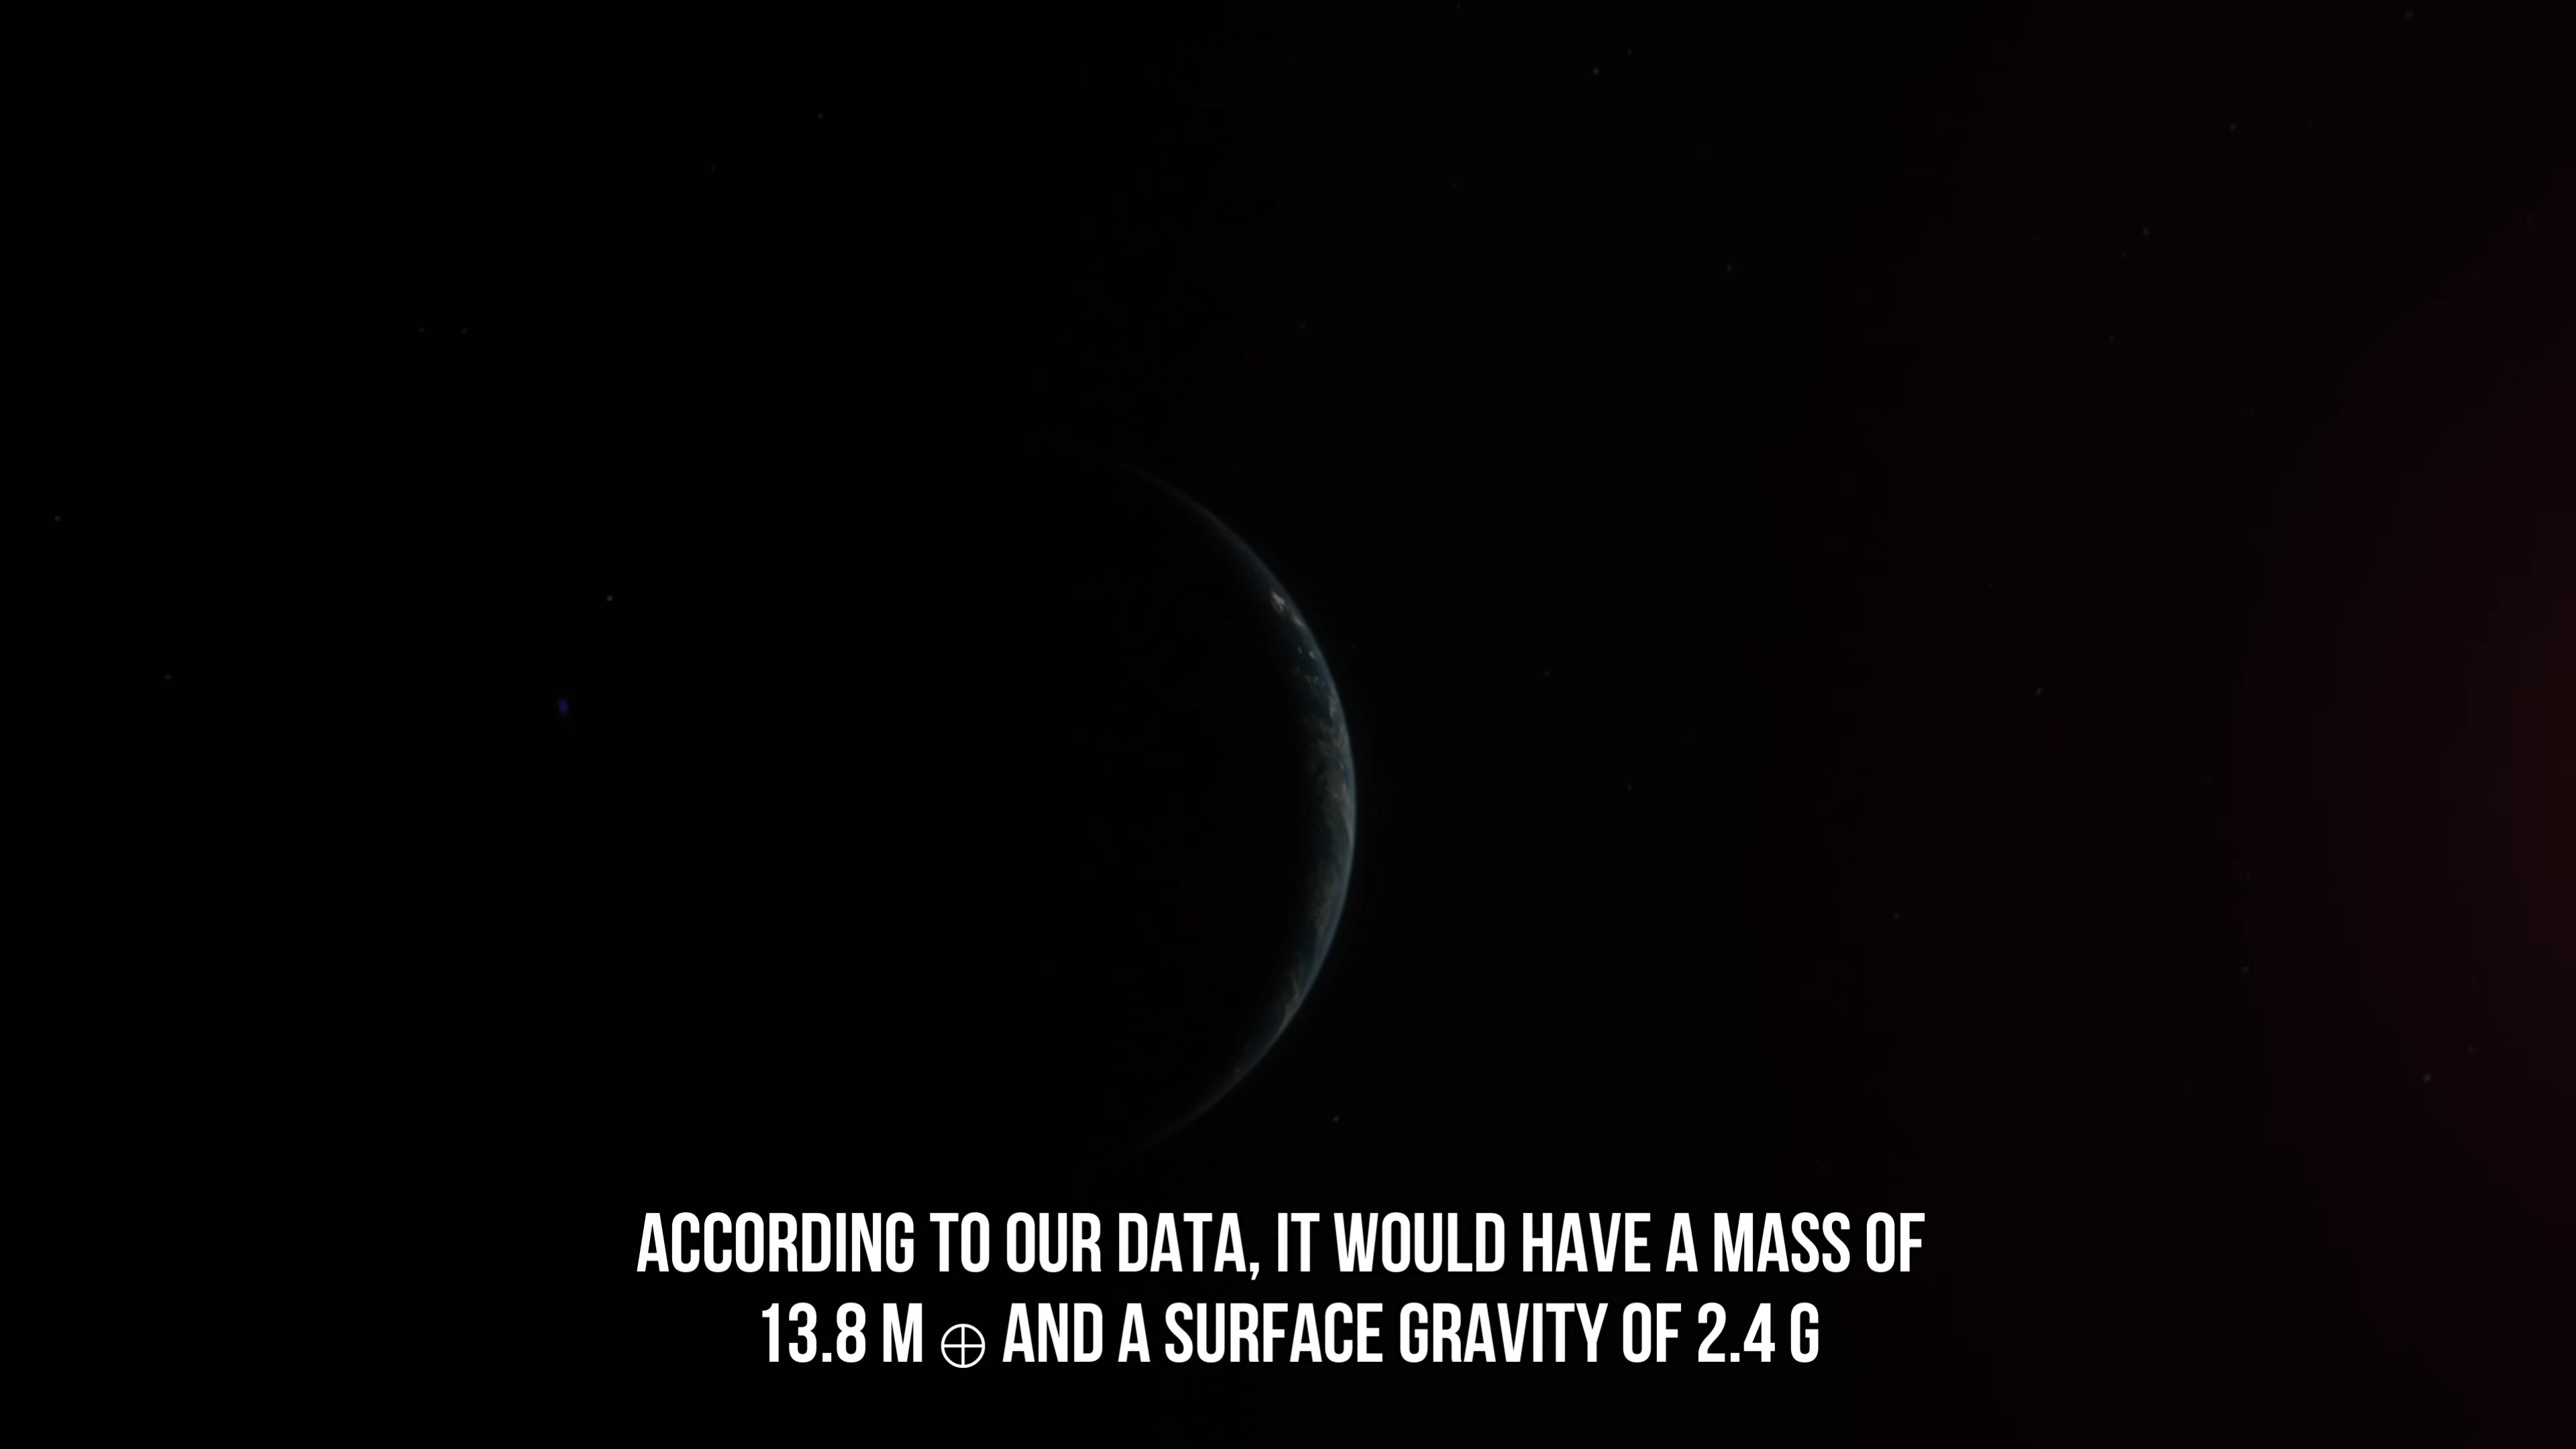 ACCORDING TO OUR DATA, IT WOULD HAVE A MASS OF
13.8 M ⊕ AND A SURFACE GRAVITY OF 2.4 G